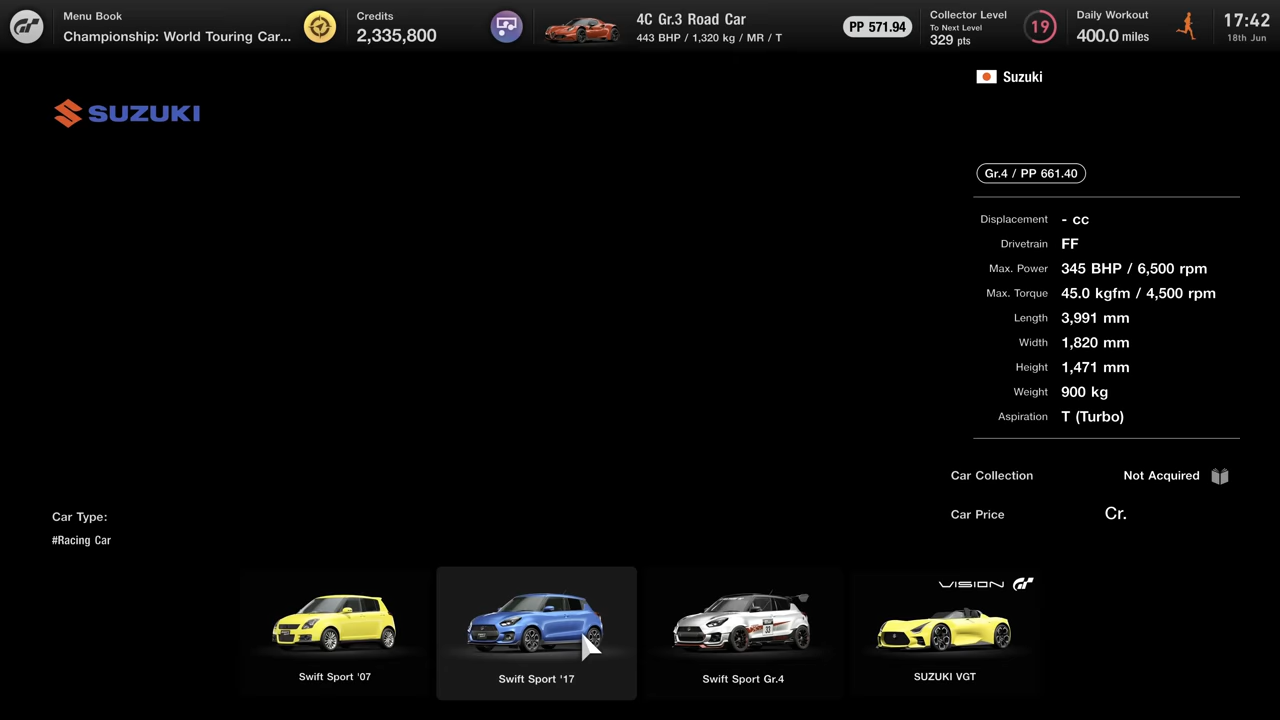 Menu Book
Championship: World Touring Car...
Credits
2,335,800
4C Gr.3 Road Car
443 BHP / 1,320 kg / MR / T
PP 571.94
Collector Level
To Next Level
329 pts
19
Daily Workout
400.0 miles
17:42
18th Jun
SUZUKI
Suzuki
Gr.4 / PP 661.40
Displacement - cc
Drivetrain FF
Max. Power 345 BHP / 6,500 rpm
Max. Torque 45.0 kgfm / 4,500 rpm
Length 3,991 mm
Width 1,820 mm
Height 1,471 mm
Weight 900 kg
Aspiration T (Turbo)
Car Collection Not Acquired
Car Price Cr.
Car Type:
#Racing Car
VISION GT
Swift Sport '07
Swift Sport '17
Swift Sport Gr.4
SUZUKI VGT